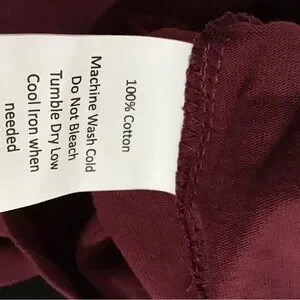 100% Cotton
Machine Wash Cold
Do Not Bleach
Tumble Dry Low
Cool Iron when
needed